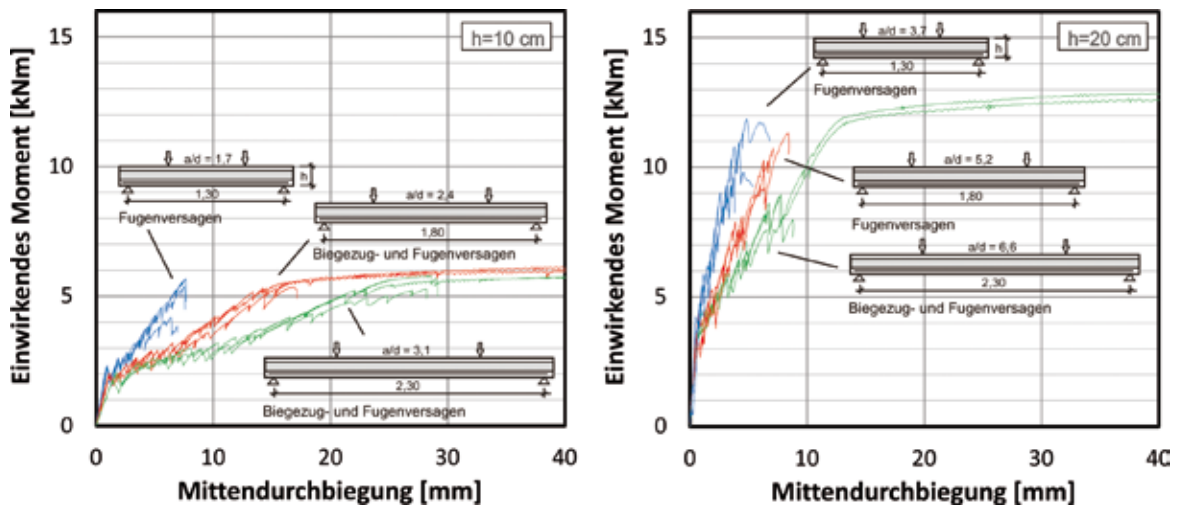 Einwirkendes Moment [kNm]
15
10
5
0
h=10 cm
a/d = 1,7
h
1,30
Fugenversagen
a/d = 2,4
1,80
Biegezug- und Fugenversagen
a/d = 3,1
2,30
Biegezug- und Fugenversagen
0 10 20 30 40
Mittendurchbiegung [mm]
Einwirkendes Moment [kNm]
15
10
5
0
h=20 cm
a/d = 3,7
h
1,30
Fugenversagen
a/d = 5,2
1,80
Fugenversagen
a/d = 6,6
2,30
Biegezug- und Fugenversagen
0 10 20 30 40
Mittendurchbiegung [mm]